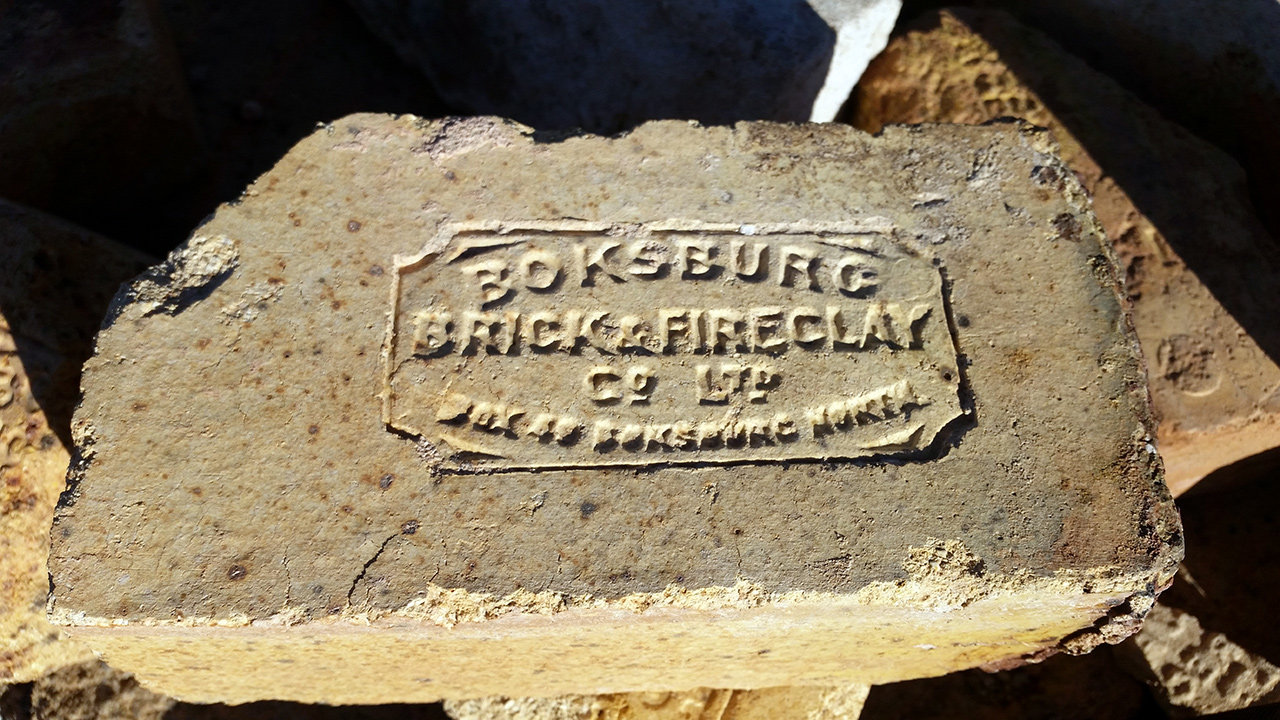 BOKSBURG
BRICK & FIRECLAY
Co LTD
BOX 40 BOKSBURG NORTH